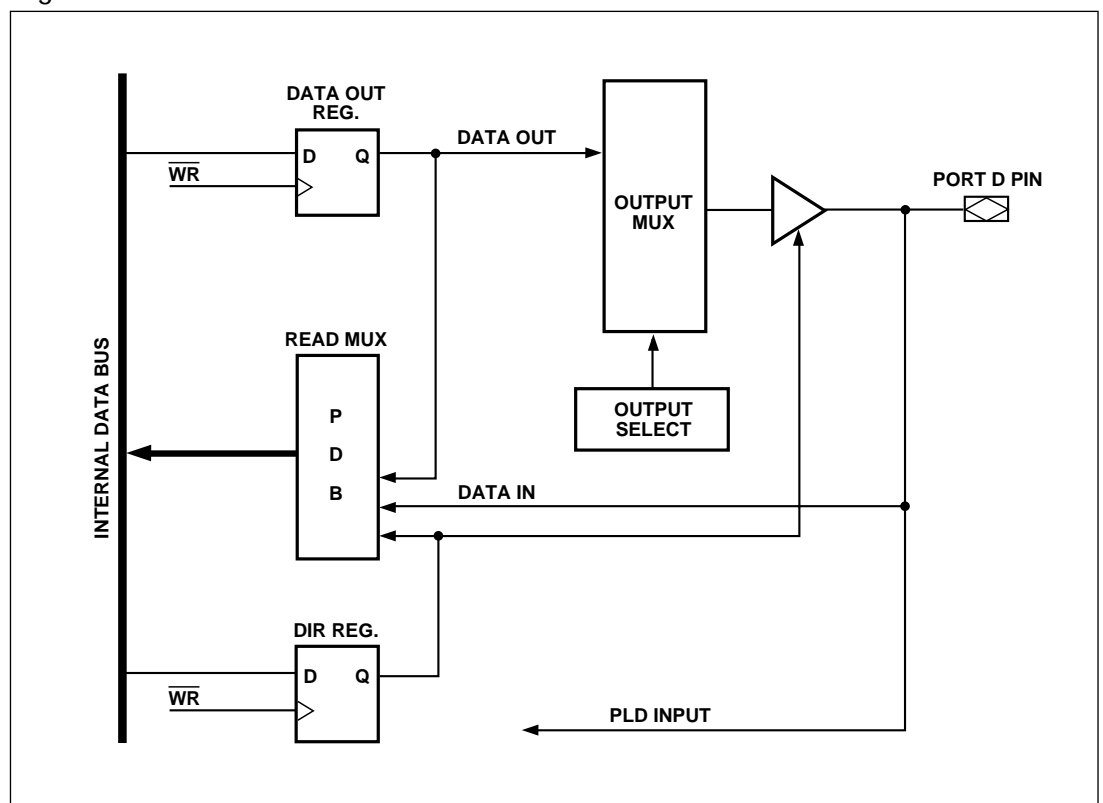 DATA OUT
REG.
D Q
WR
DATA OUT
OUTPUT
MUX
PORT D PIN
READ MUX
P
D
B
OUTPUT
SELECT
DATA IN
INTERNAL DATA BUS
DIR REG.
D Q
WR
PLD INPUT